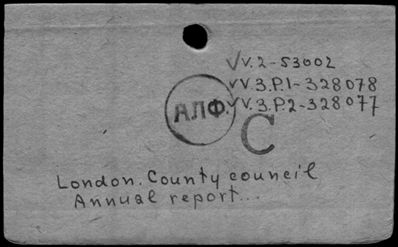 √V.2-53002
√V.3.P.1-328078
АЛФ. √V.3.P.2-328077
C
London. County council
Annual report...